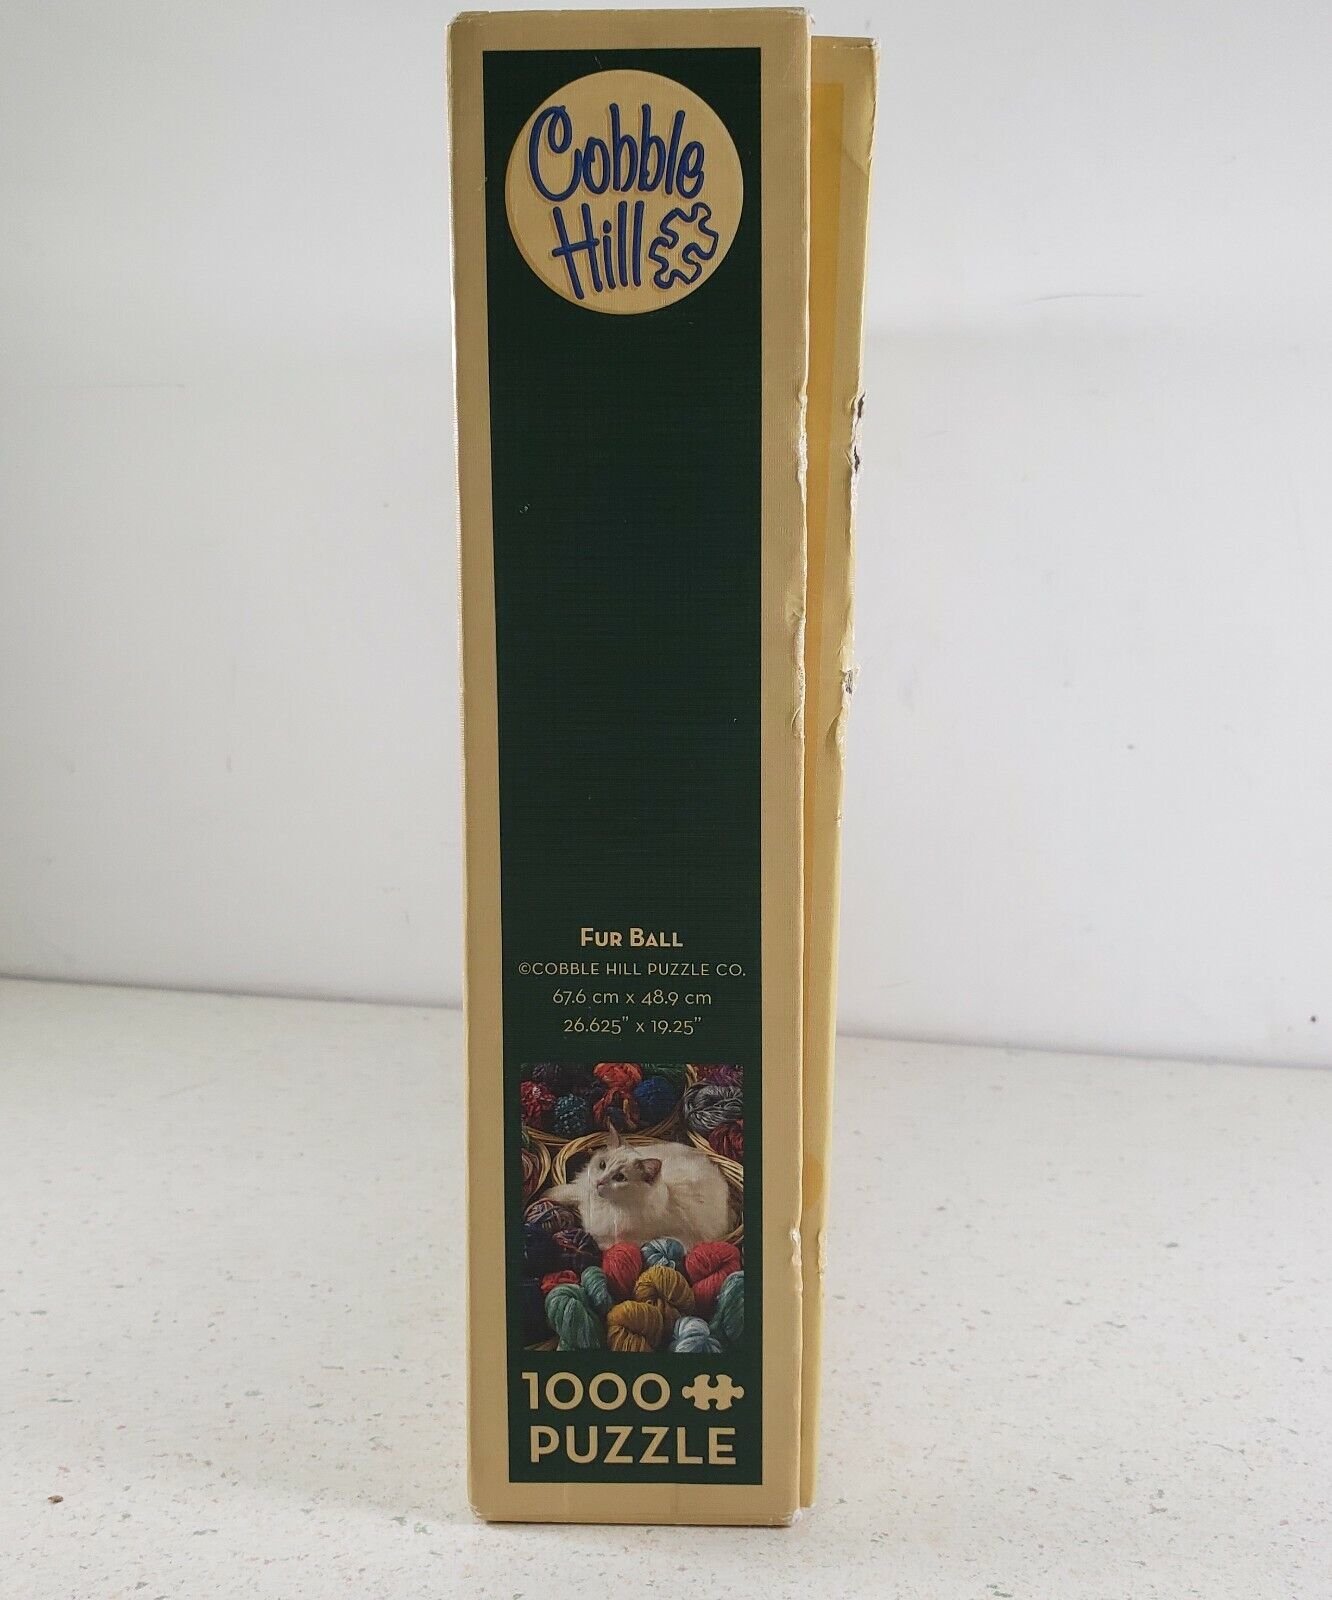 Cobble
Hill
FUR BALL
©COBBLE HILL PUZZLE CO.
67.6 cm x 48.9 cm
26.625” x 19.25”
1000
PUZZLE